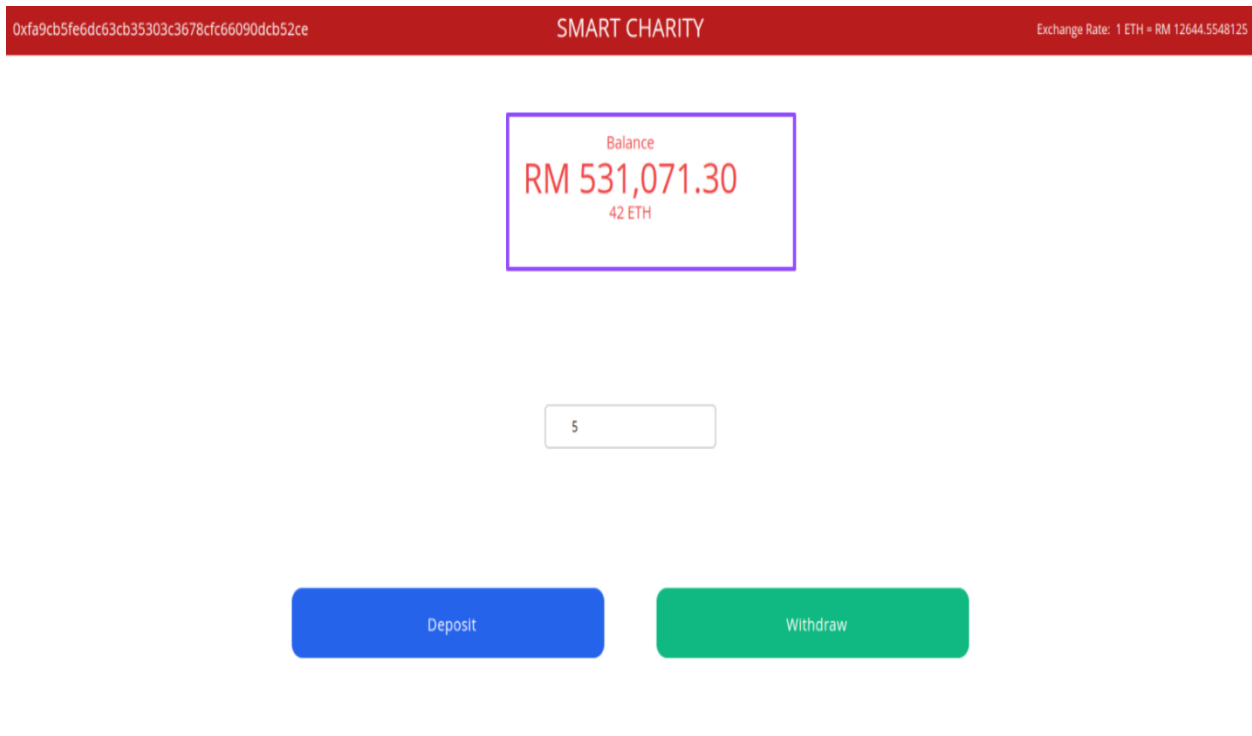 0xfa9cb5fe6dc63cb35303c3678cfc66090dcb52ce
SMART CHARITY
Exchange Rate: 1 ETH = RM 12644.5548125
Balance
RM 531,071.30
42 ETH
5
Deposit
Withdraw